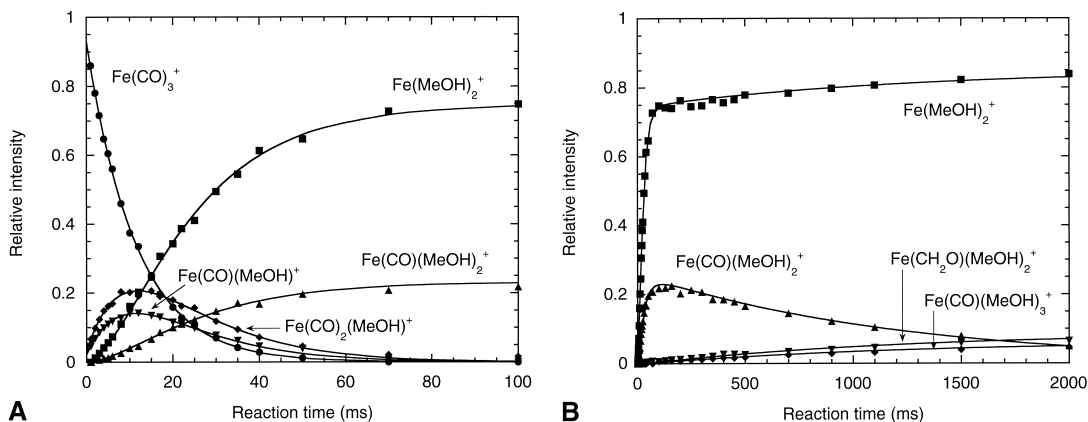 1
0.8
0.6
0.4
0.2
0
0
20
40
60
80
100
Relative intensity
Reaction time (ms)
Fe(CO)₃⁺
Fe(MeOH)₂⁺
Fe(CO)(MeOH)⁺
Fe(CO)(MeOH)₂⁺
Fe(CO)₂(MeOH)⁺
A
1
0.8
0.6
0.4
0.2
0
0
500
1000
1500
2000
Relative intensity
Reaction time (ms)
Fe(MeOH)₂⁺
Fe(CO)(MeOH)₂⁺
Fe(CH₂O)(MeOH)₂⁺
Fe(CO)(MeOH)₃⁺
B